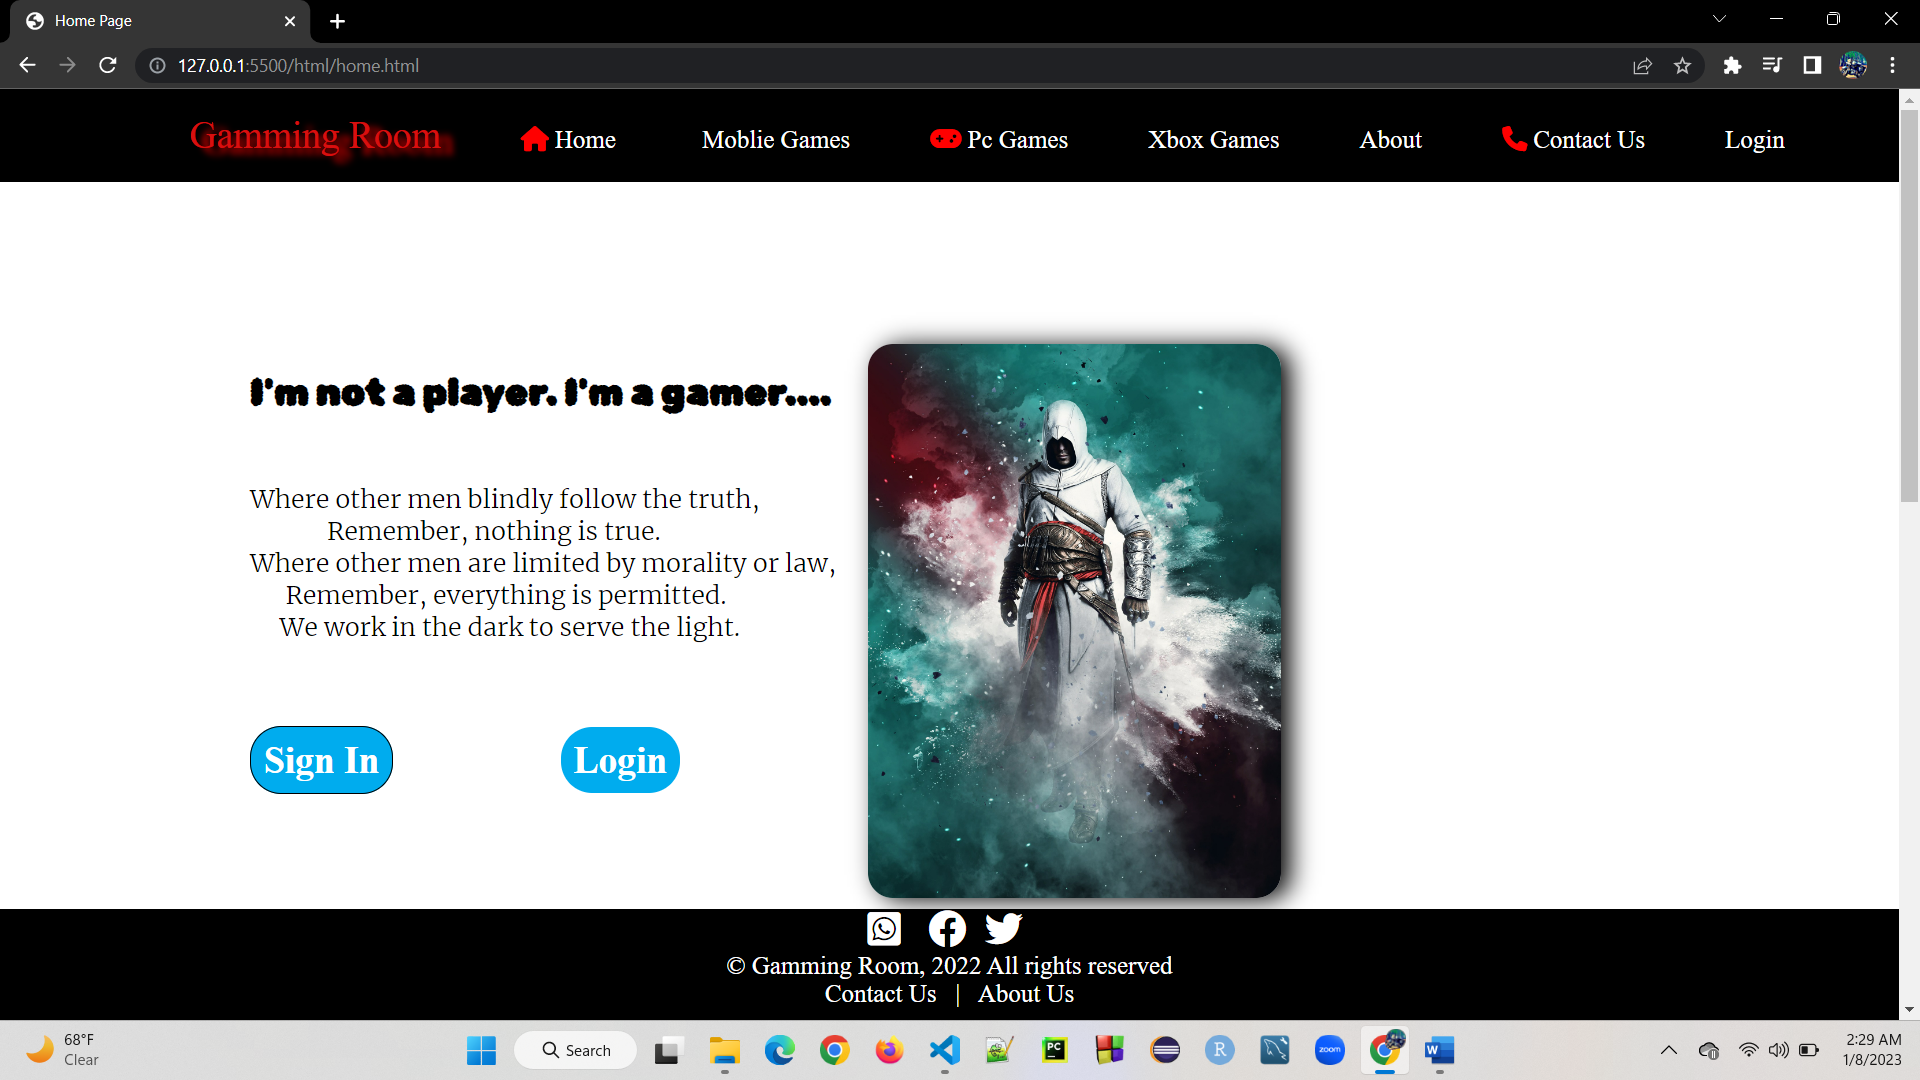 Home Page
127.0.0.1:5500/html/home.html
Gamming Room Home Moblie Games Pc Games Xbox Games About Contact Us Login
I'm not a player. I'm a gamer....
Where other men blindly follow the truth,
Remember, nothing is true.
Where other men are limited by morality or law,
Remember, everything is permitted.
We work in the dark to serve the light.
Sign In Login
© Gamming Room, 2022 All rights reserved
Contact Us | About Us
68°F
Clear
Search
PC
R
zoom
W
2:29 AM
1/8/2023